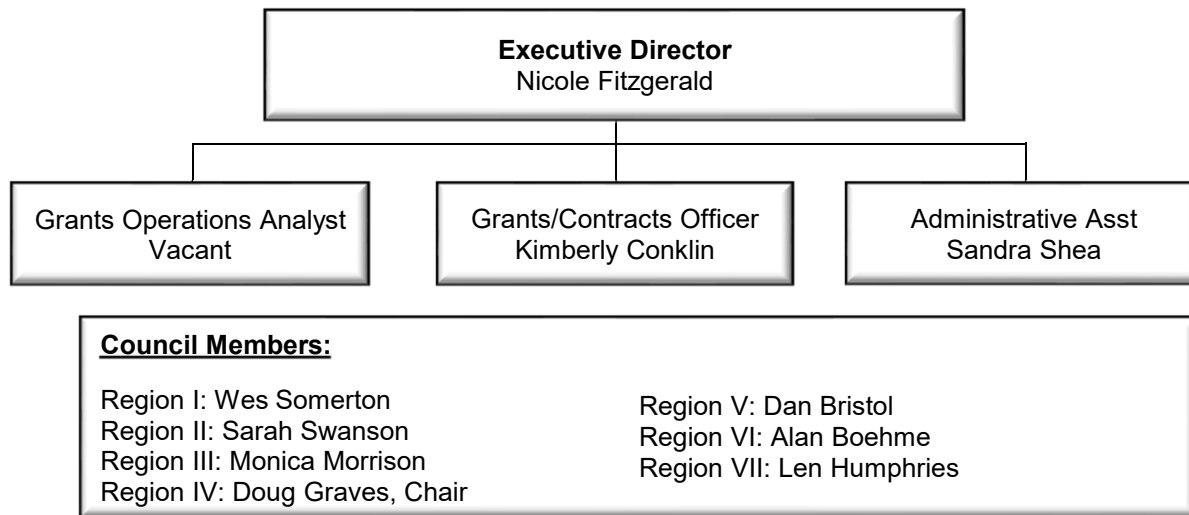 Executive Director
Nicole Fitzgerald
Grants Operations Analyst
Vacant
Grants/Contracts Officer
Kimberly Conklin
Administrative Asst
Sandra Shea
Council Members:
Region I: Wes Somerton
Region II: Sarah Swanson
Region III: Monica Morrison
Region IV: Doug Graves, Chair
Region V: Dan Bristol
Region VI: Alan Boehme
Region VII: Len Humphries